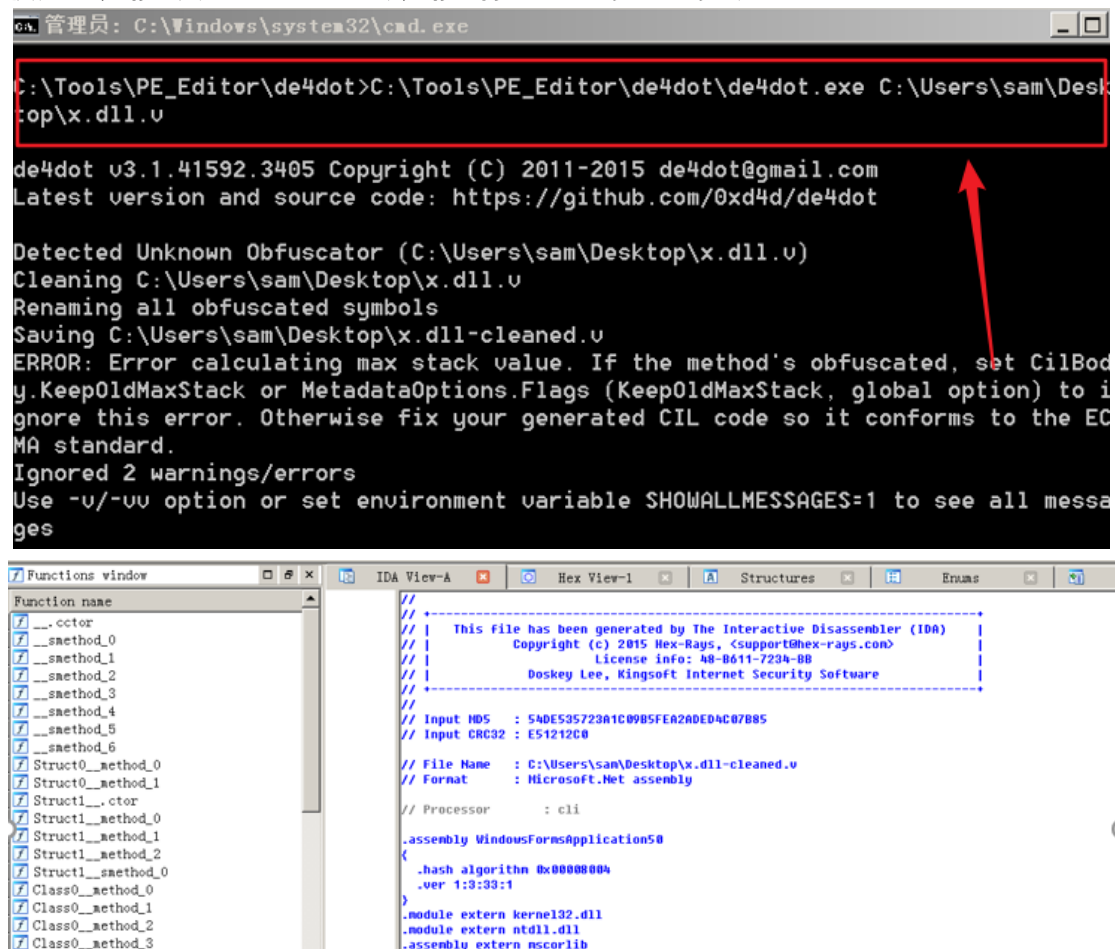 管理员: C:\Windows\system32\cmd.exe
C:\Tools\PE_Editor\de4dot>C:\Tools\PE_Editor\de4dot\de4dot.exe C:\Users\sam\Desk
top\x.dll.v
de4dot v3.1.41592.3405 Copyright (C) 2011-2015 de4dot@gmail.com
Latest version and source code: https://github.com/0xd4d/de4dot
Detected Unknown Obfuscator (C:\Users\sam\Desktop\x.dll.v)
Cleaning C:\Users\sam\Desktop\x.dll.v
Renaming all obfuscated symbols
Saving C:\Users\sam\Desktop\x.dll-cleaned.v
ERROR: Error calculating max stack value. If the method's obfuscated, set CilBod
y.KeepOldMaxStack or MetadataOptions.Flags (KeepOldMaxStack, global option) to i
gnore this error. Otherwise fix your generated CIL code so it conforms to the EC
MA standard.
Ignored 2 warnings/errors
Use -v/-vv option or set environment variable SHOWALLMESSAGES=1 to see all messa
ges
Functions window
IDA View-A
Hex View-1
Structures
Enums
Function name
__.cctor
__smethod_0
__smethod_1
__smethod_2
__smethod_3
__smethod_4
__smethod_5
__smethod_6
Struct0__method_0
Struct0__method_1
Struct1__.ctor
Struct1__method_0
Struct1__method_1
Struct1__method_2
Struct1__smethod_0
Class0__method_0
Class0__method_1
Class0__method_2
Class0__method_3
//
// +-------------------------------------------------------------------------+
// | This file has been generated by The Interactive Disassembler (IDA) |
// | Copyright (c) 2015 Hex-Rays, <support@hex-rays.com> |
// | License info: 48-B611-7234-BB |
// | Doskey Lee, Kingsoft Internet Security Software |
// +-------------------------------------------------------------------------+
//
// Input MD5 : 54DE535723A1C09B5FEA2ADED4C07B85
// Input CRC32 : E51212C0
// File Name : C:\Users\sam\Desktop\x.dll-cleaned.v
// Format : Microsoft.Net assembly
// Processor : cli
.assembly WindowsFormsApplication50
{
.hash algorithm 0x00008004
.ver 1:3:33:1
}
.module extern kernel32.dll
.module extern ntdll.dll
.assembly extern mscorlib